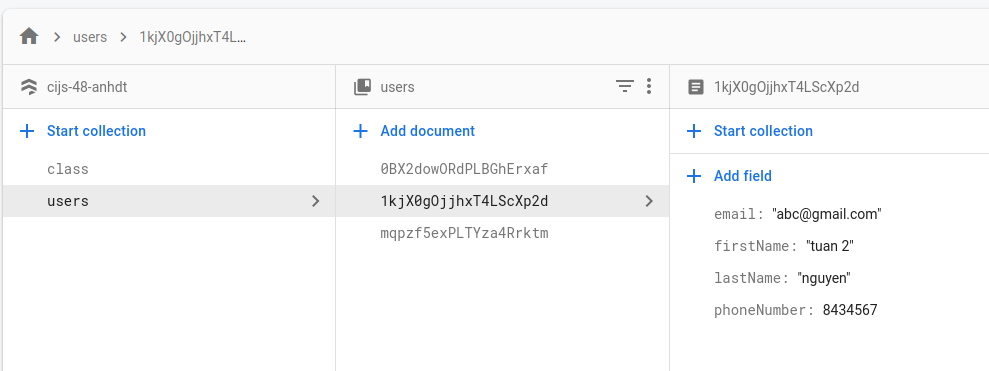 users
1kjX0gOjjhxT4L...
cijs-48-anhdt
users
1kjX0gOjjhxT4LScXp2d
Start collection
Add document
Start collection
class
users
0BX2dowORdPLBGhErxaf
1kjX0gOjjhxT4LScXp2d
mqpzf5exPLTYza4Rrktm
Add field
email: "abc@gmail.com"
firstName: "tuan 2"
lastName: "nguyen"
phoneNumber: 8434567